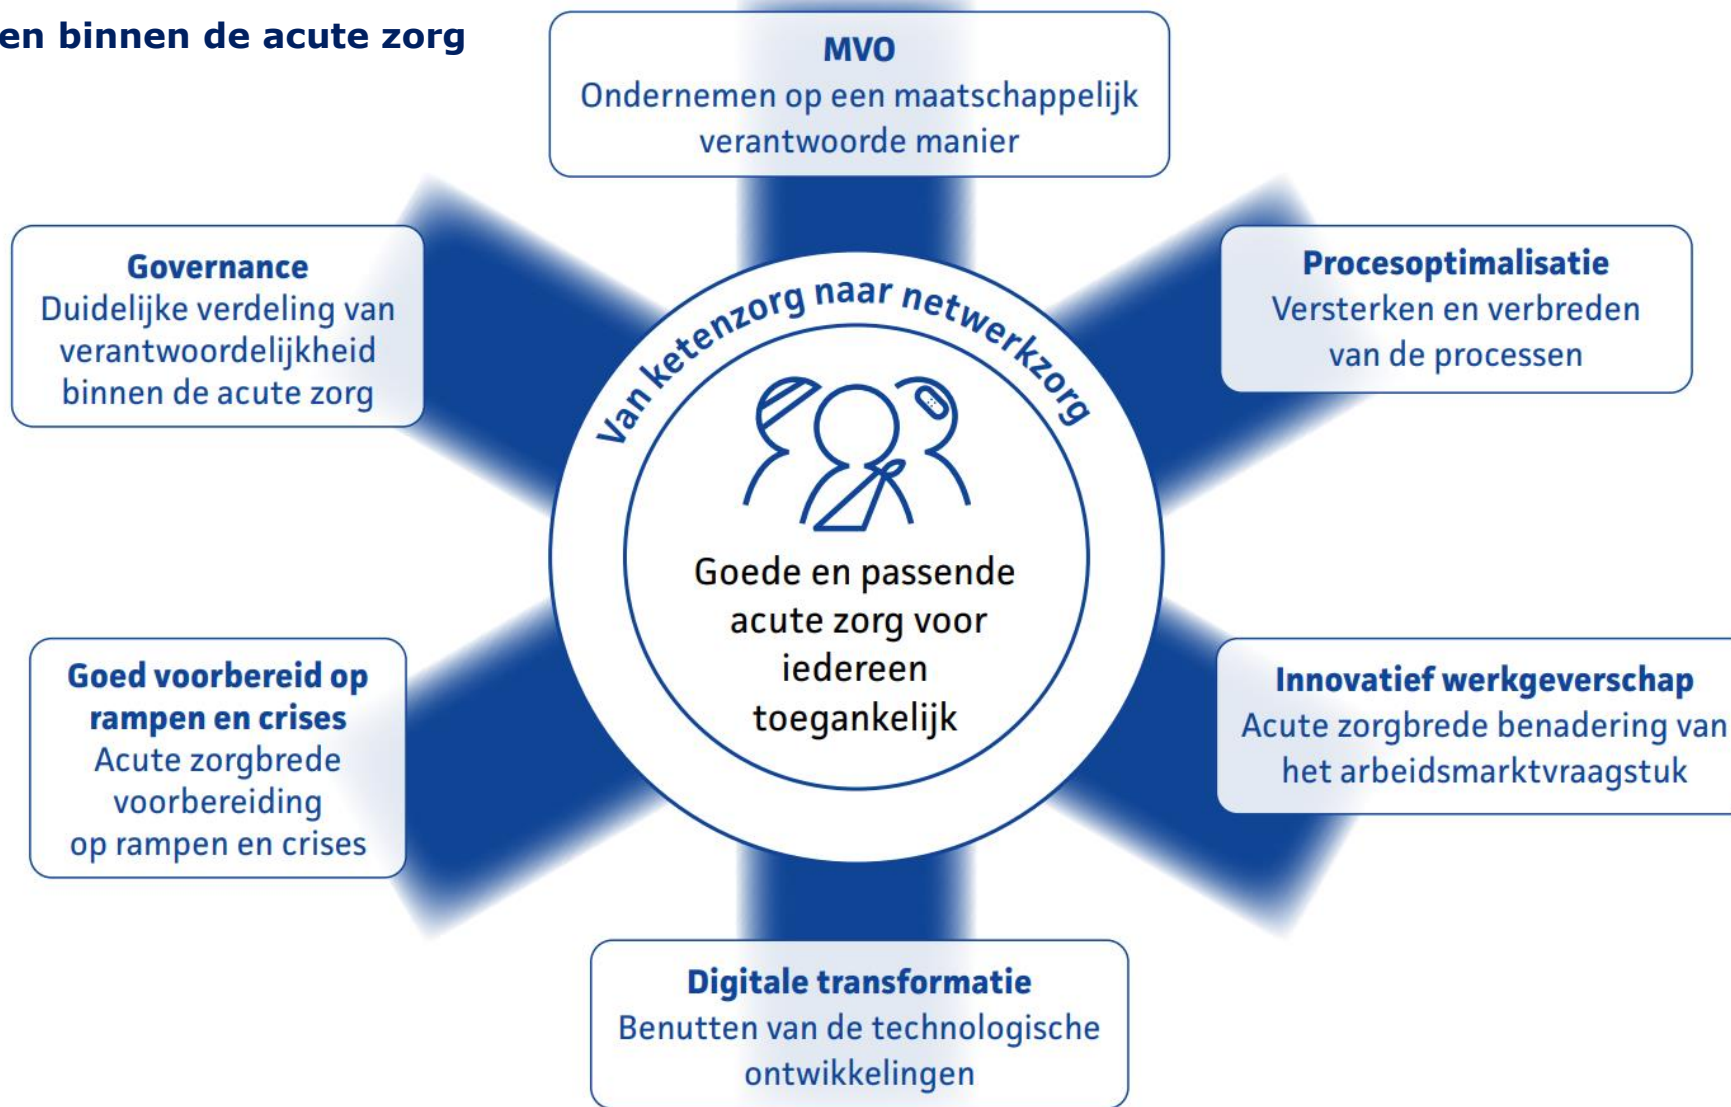 en binnen de acute zorg
MVO
Ondernemen op een maatschappelijk
verantwoorde manier
Governance
Duidelijke verdeling van
verantwoordelijkheid
binnen de acute zorg
Procesoptimalisatie
Versterken en verbreden
van de processen
Van ketenzorg naar netwerkzorg
Goede en passende
acute zorg voor
iedereen
toegankelijk
Goed voorbereid op
rampen en crises
Acute zorgbrede
voorbereiding
op rampen en crises
Innovatief werkgeverschap
Acute zorgbrede benadering van
het arbeidsmarktvraagstuk
Digitale transformatie
Benutten van de technologische
ontwikkelingen